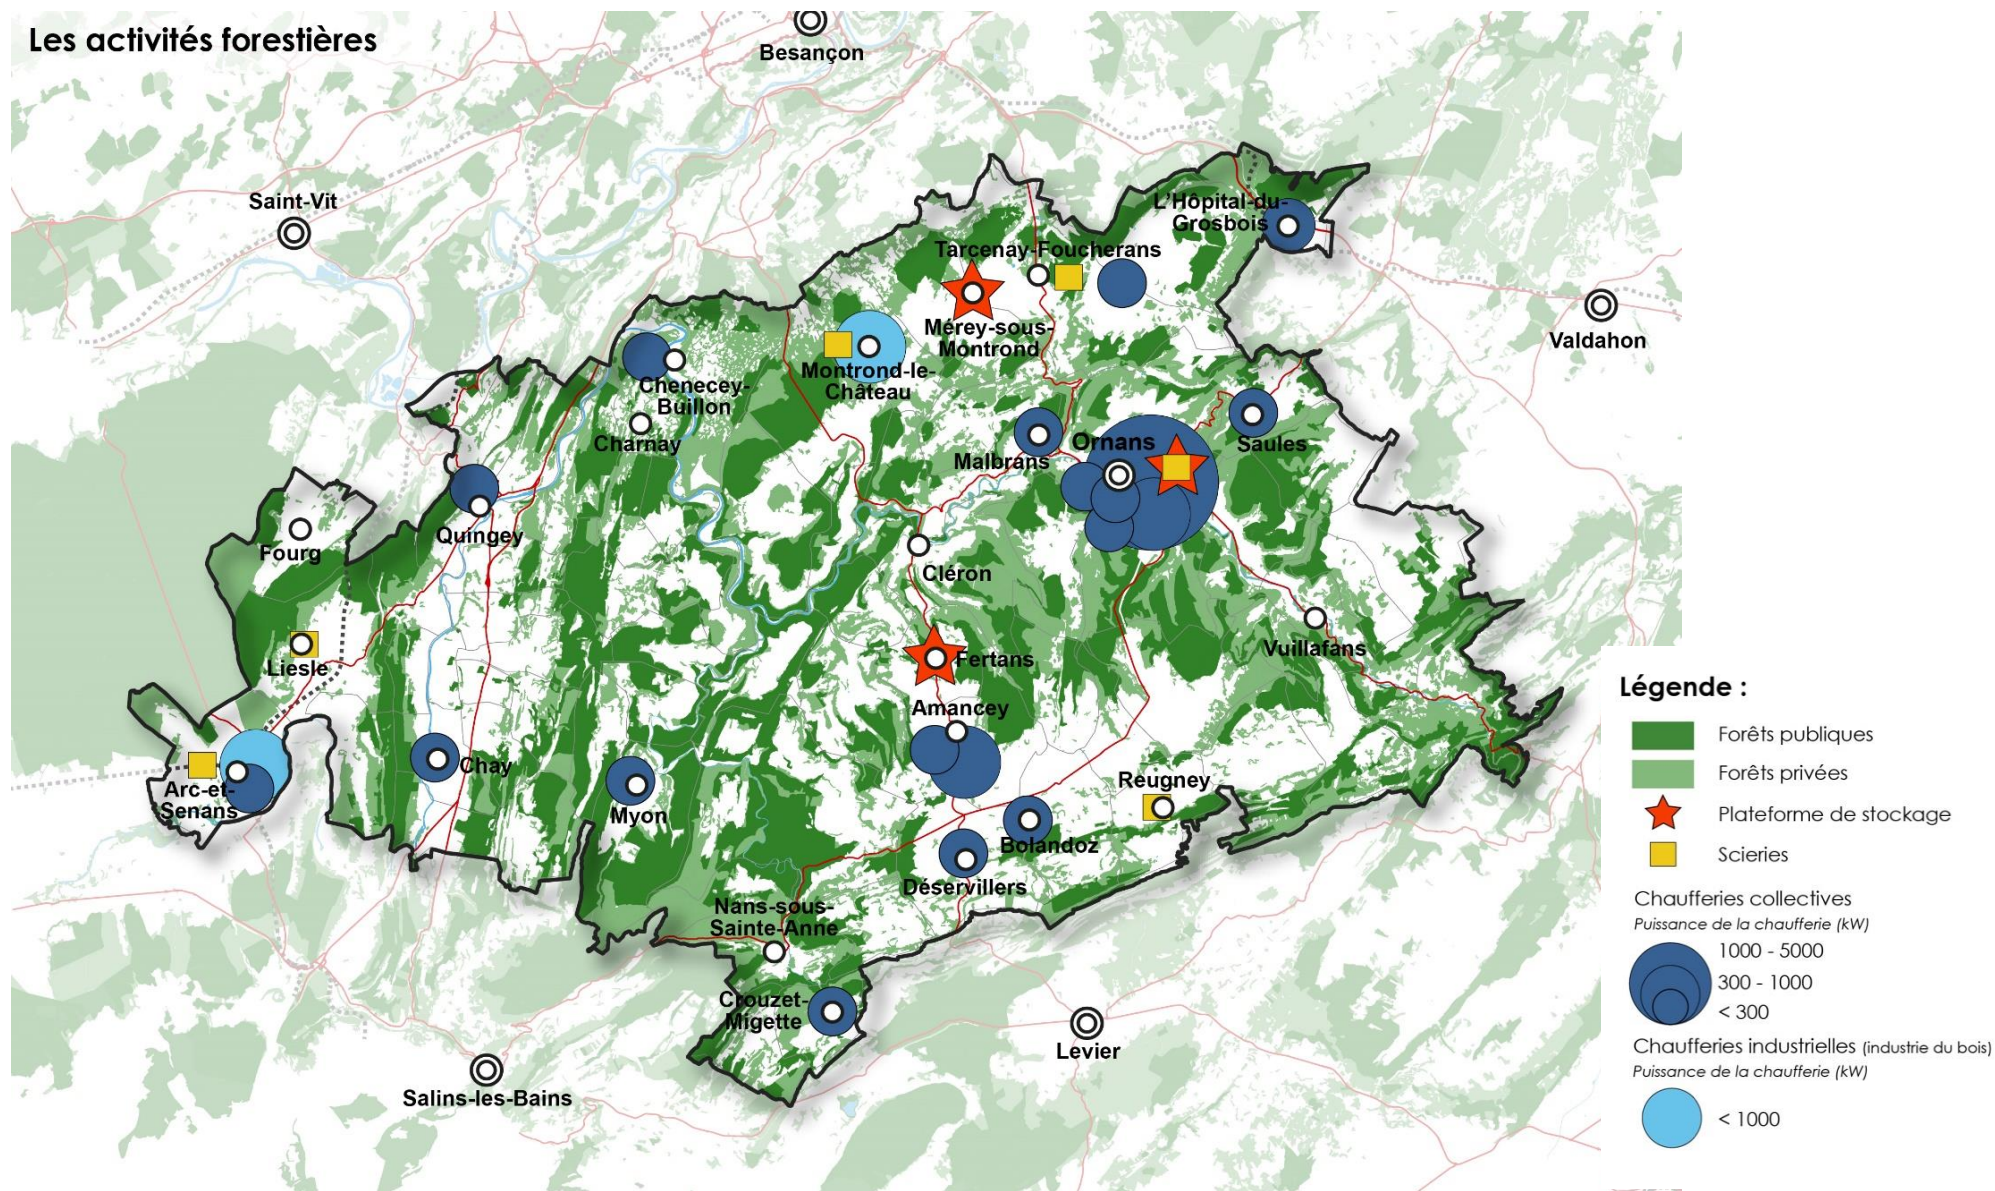 Les activités forestières
Besançon
Saint-Vit
L'Hôpital-du-
Grosbois
Tarcenay-Foucherans
Valdahon
Mérey-sous-
Montrond
Montrond-le-
Château
Chenecey-
Buillon
Charnay
Malbrans
Ornans
Saules
Quingey
Fourg
Cléron
Liesle
Fertans
Vuillafans
Amancey
Chay
Arc-et-
Senans
Myon
Reugney
Bolandoz
Déservillers
Nans-sous-
Sainte-Anne
Crouzet-
Migette
Levier
Salins-les-Bains
Légende :
Forêts publiques
Forêts privées
Plateforme de stockage
Scieries
Chaufferies collectives
Puissance de la chaufferie (kW)
1000 - 5000
300 - 1000
< 300
Chaufferies industrielles (industrie du bois)
Puissance de la chaufferie (kW)
< 1000